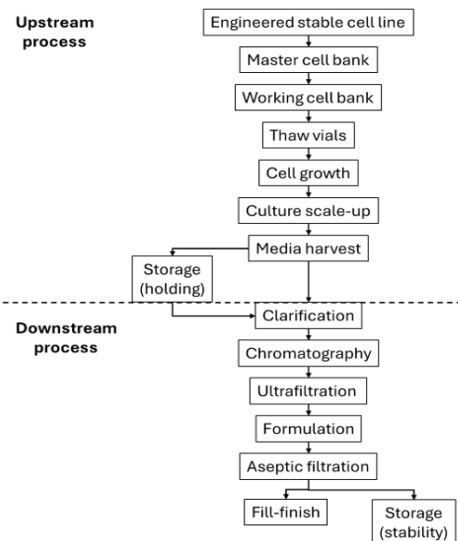 Upstream
process
Engineered stable cell line
Master cell bank
Working cell bank
Thaw vials
Cell growth
Culture scale-up
Media harvest
Storage
(holding)
Downstream
process
Clarification
Chromatography
Ultrafiltration
Formulation
Aseptic filtration
Fill-finish
Storage
(stability)